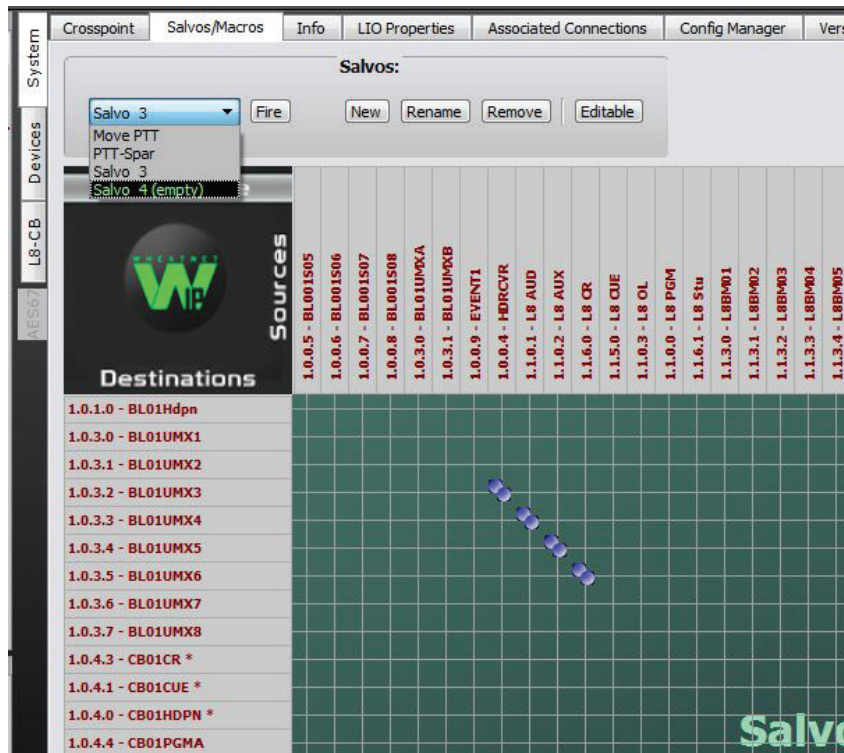 Crosspoint Salvos/Macros Info LIO Properties Associated Connections Config Manager Vers
System
Devices
L8-CB
AES67
Salvos:
Salvo 3 Fire New Rename Remove Editable
Move PTT
PTT-Spar
Salvo 3
Salvo 4 (empty)
WHEATNET
W IP
Sources
Destinations
1.0.0.5 - BL001S05
1.0.0.6 - BL001S06
1.0.0.7 - BL001S07
1.0.0.8 - BL001S08
1.0.3.0 - BL01UMXA
1.0.3.1 - BL01UMXB
1.0.0.9 - EVENT1
1.0.0.4 - HDRCVR
1.1.0.1 - L8 AUD
1.1.0.2 - L8 AUX
1.1.6.0 - L8 CR
1.1.5.0 - L8 CUE
1.1.0.3 - L8 OL
1.1.0.0 - L8 PGM
1.1.6.1 - L8 Stu
1.1.3.0 - L8BM01
1.1.3.1 - L8BM02
1.1.3.2 - L8BM03
1.1.3.3 - L8BM04
1.1.3.4 - L8BM05
1.0.1.0 - BL01Hdpn
1.0.3.0 - BL01UMX1
1.0.3.1 - BL01UMX2
1.0.3.2 - BL01UMX3
1.0.3.3 - BL01UMX4
1.0.3.4 - BL01UMX5
1.0.3.5 - BL01UMX6
1.0.3.6 - BL01UMX7
1.0.3.7 - BL01UMX8
1.0.4.3 - CB01CR *
1.0.4.1 - CB01CUE *
1.0.4.0 - CB01HDPN *
1.0.4.4 - CB01PGMA
Salvo